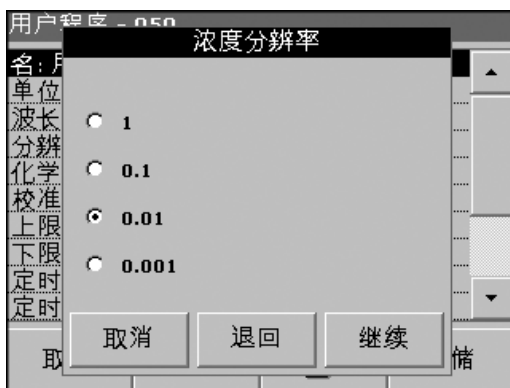 用户程序 - 050
浓度分辨率
名: 用
单位
波长
分辨
化学
校准
上限
下限
定时
定时
1
0.1
0.01
0.001
取消
退回
继续
取
储